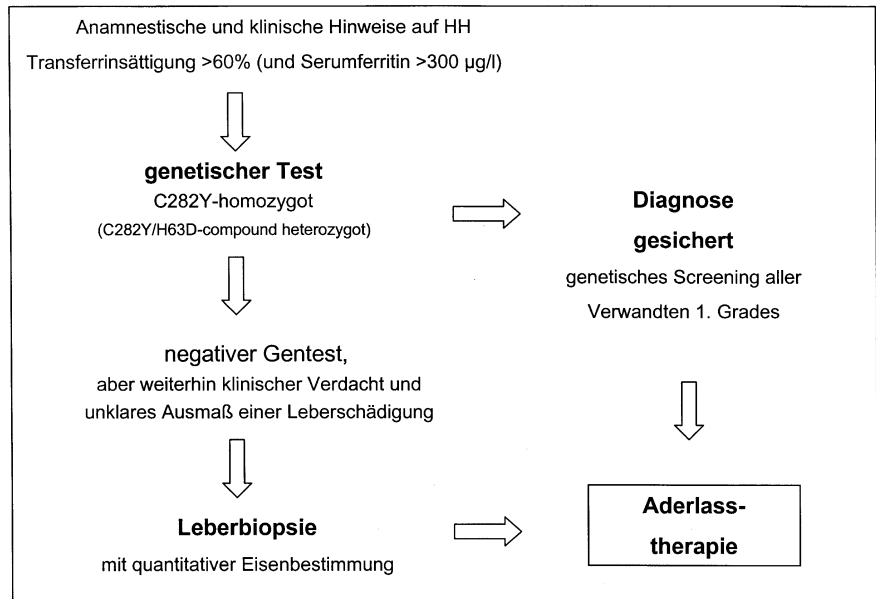 Anamnestische und klinische Hinweise auf HH
Transferrinsättigung >60% (und Serumferritin >300 µg/l)
genetischer Test
C282Y-homozygot
(C282Y/H63D-compound heterozygot)
Diagnose
gesichert
genetisches Screening aller
Verwandten 1. Grades
negativer Gentest,
aber weiterhin klinischer Verdacht und
unklares Ausmaß einer Leberschädigung
Leberbiopsie
mit quantitativer Eisenbestimmung
Aderlass-
therapie